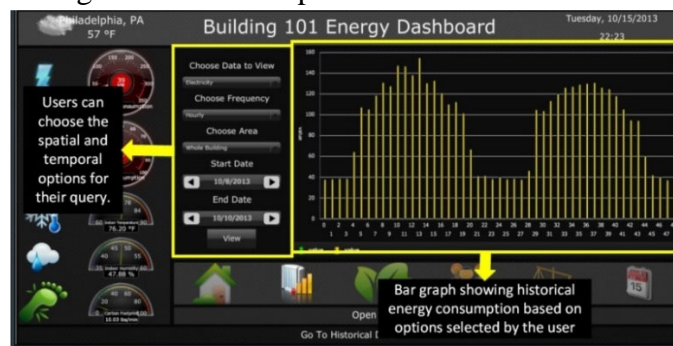 Philadelphia, PA
57 °F
Building 101 Energy Dashboard
Tuesday, 10/15/2013
22:23
Choose Data to View
Electricity
Choose Frequency
Hourly
Choose Area
Whole Building
Start Date
10/8/2013
End Date
10/10/2013
View
Users can
choose the
spatial and
temporal
options for
their query.
160
140
120
100
80
60
40
20
0
0 2 4 6 8 10 12 14 16 18 20 22 24 26 28 30 32 34 36 38 40 42 44 46
1 3 5 7 9 11 13 15 17 19 21 23 25 27 29 31 33 35 37 39 41 43 45 47
76.20 °F
47.88 %
Carbon Footprint
10.03 lbs/min
15
Bar graph showing historical
energy consumption based on
options selected by the user
Open
Go To Historical